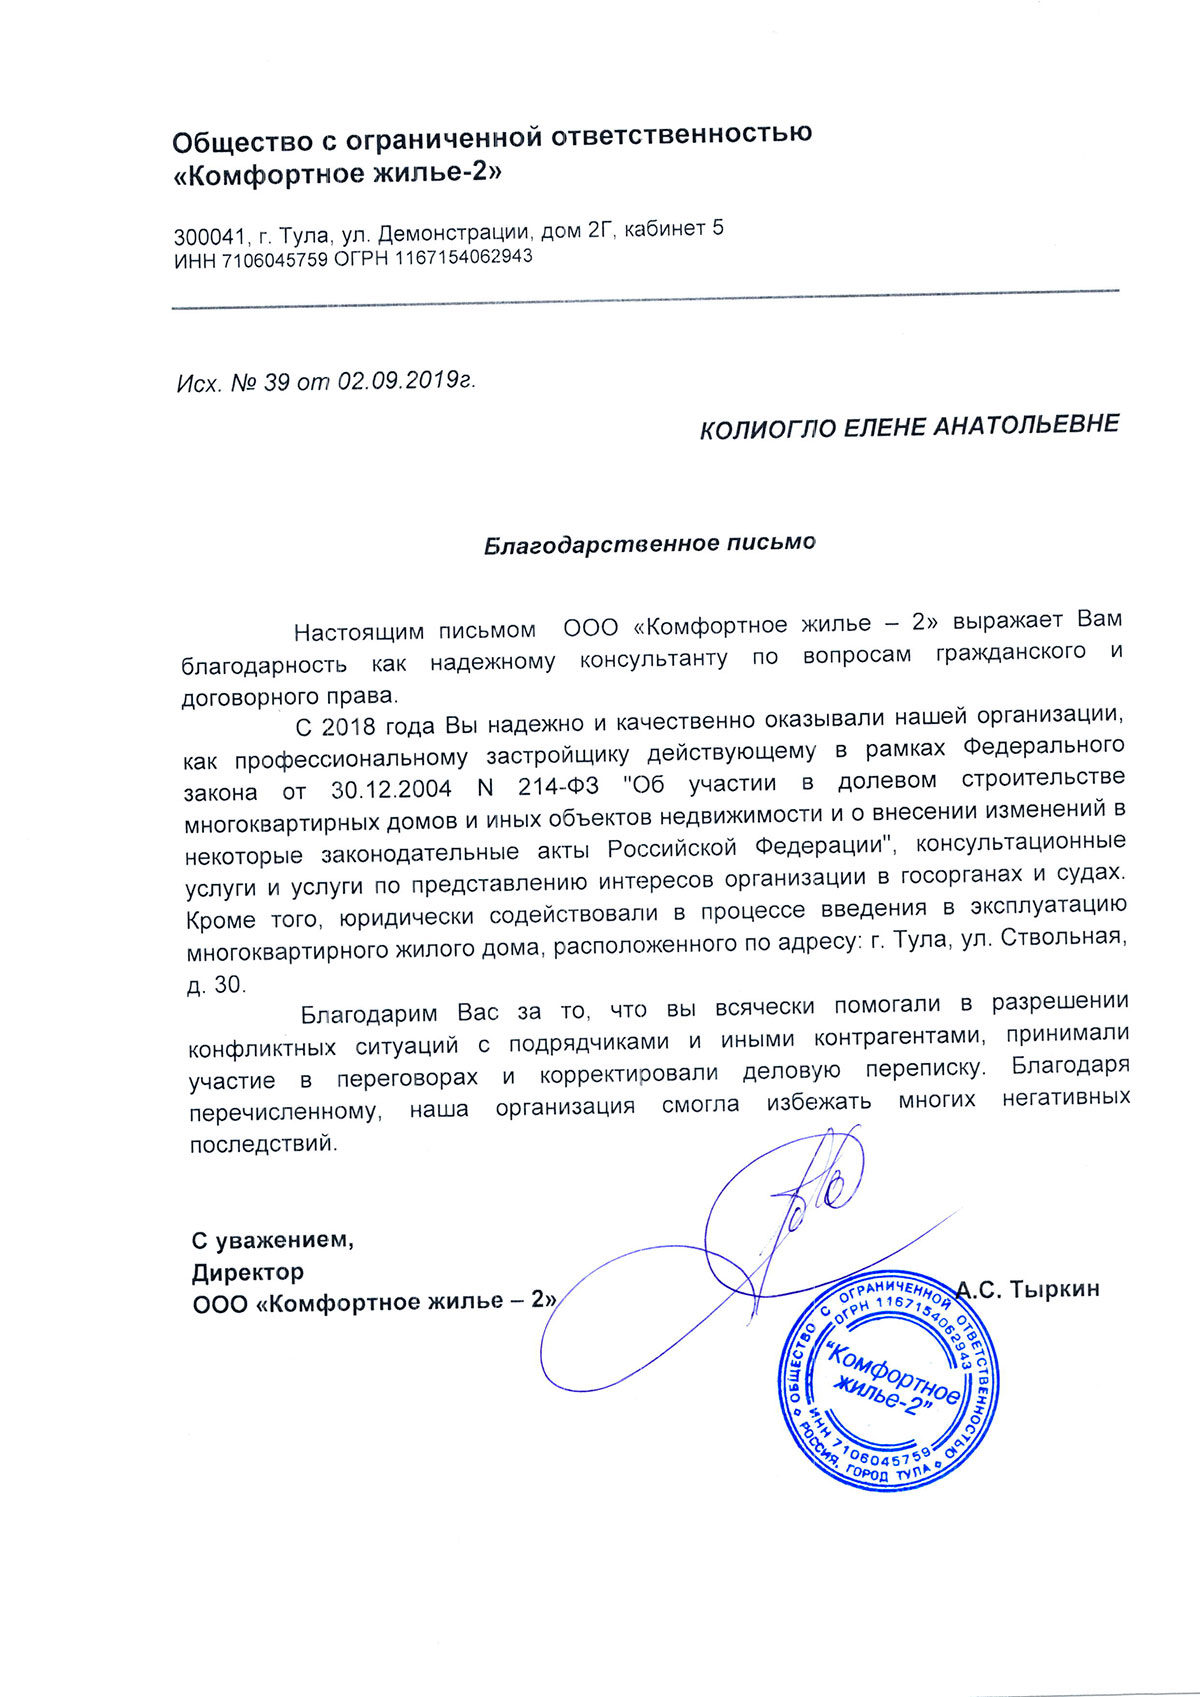 Общество с ограниченной ответственностью
«Комфортное жилье-2»
300041, г. Тула, ул. Демонстрации, дом 2Г, кабинет 5
ИНН 7106045759 ОГРН 1167154062943
Исх. № 39 от 02.09.2019г.
КОЛИОГЛО ЕЛЕНЕ АНАТОЛЬЕВНЕ
Благодарственное письмо
Настоящим письмом ООО «Комфортное жилье – 2» выражает Вам
благодарность как надежному консультанту по вопросам гражданского и
договорного права.
С 2018 года Вы надежно и качественно оказывали нашей организации,
как профессиональному застройщику действующему в рамках Федерального
закона от 30.12.2004 N 214-ФЗ "Об участии в долевом строительстве
многоквартирных домов и иных объектов недвижимости и о внесении изменений в
некоторые законодательные акты Российской Федерации", консультационные
услуги и услуги по представлению интересов организации в госорганах и судах.
Кроме того, юридически содействовали в процессе введения в эксплуатацию
многоквартирного жилого дома, расположенного по адресу: г. Тула, ул. Ствольная,
д. 30.
Благодарим Вас за то, что вы всячески помогали в разрешении
конфликтных ситуаций с подрядчиками и иными контрагентами, принимали
участие в переговорах и корректировали деловую переписку. Благодаря
перечисленному, наша организация смогла избежать многих негативных
последствий.
С уважением,
Директор
ООО «Комфортное жилье – 2»
А.С. Тыркин
ОБЩЕСТВО С ОГРАНИЧЕННОЙ ОТВЕТСТВЕННОСТЬЮ
ОГРН 1167154062943
"Комфортное
жилье-2"
ИНН 7106045759
РОССИЯ, ГОРОД ТУЛА